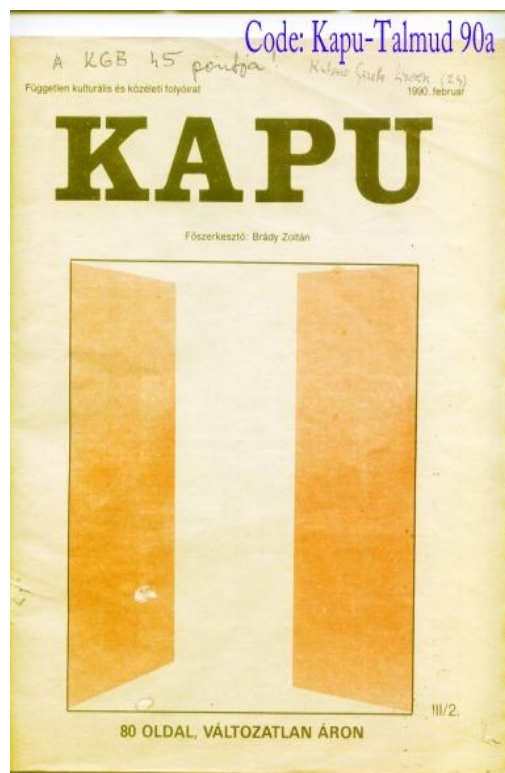 Code: Kapu-Talmud 90a
A KGB 45 pontja!
Független kulturális és közéleti folyóirat
1990. február
KAPU
Főszerkesztő: Brády Zoltán
III/2.
80 OLDAL, VÁLTOZATLAN ÁRON